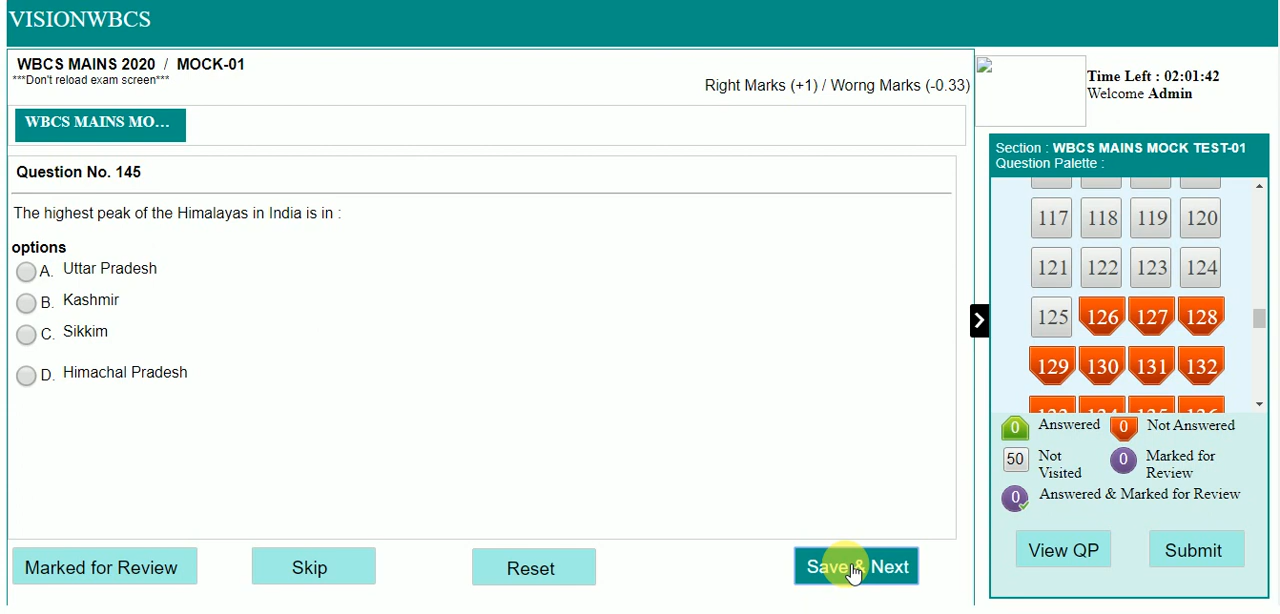 VISIONWBCS
WBCS MAINS 2020 / MOCK-01
***Don't reload exam screen***
Right Marks (+1) / Worng Marks (-0.33)
WBCS MAINS MO...
Question No. 145
The highest peak of the Himalayas in India is in :
options
A. Uttar Pradesh
B. Kashmir
C. Sikkim
D. Himachal Pradesh
Marked for Review
Skip
Reset
Save & Next
Time Left : 02:01:42
Welcome Admin
Section : WBCS MAINS MOCK TEST-01
Question Palette :
117 118 119 120
121 122 123 124
125 126 127 128
129 130 131 132
0 Answered 0 Not Answered
50 Not Visited 0 Marked for Review
0 Answered & Marked for Review
View QP Submit